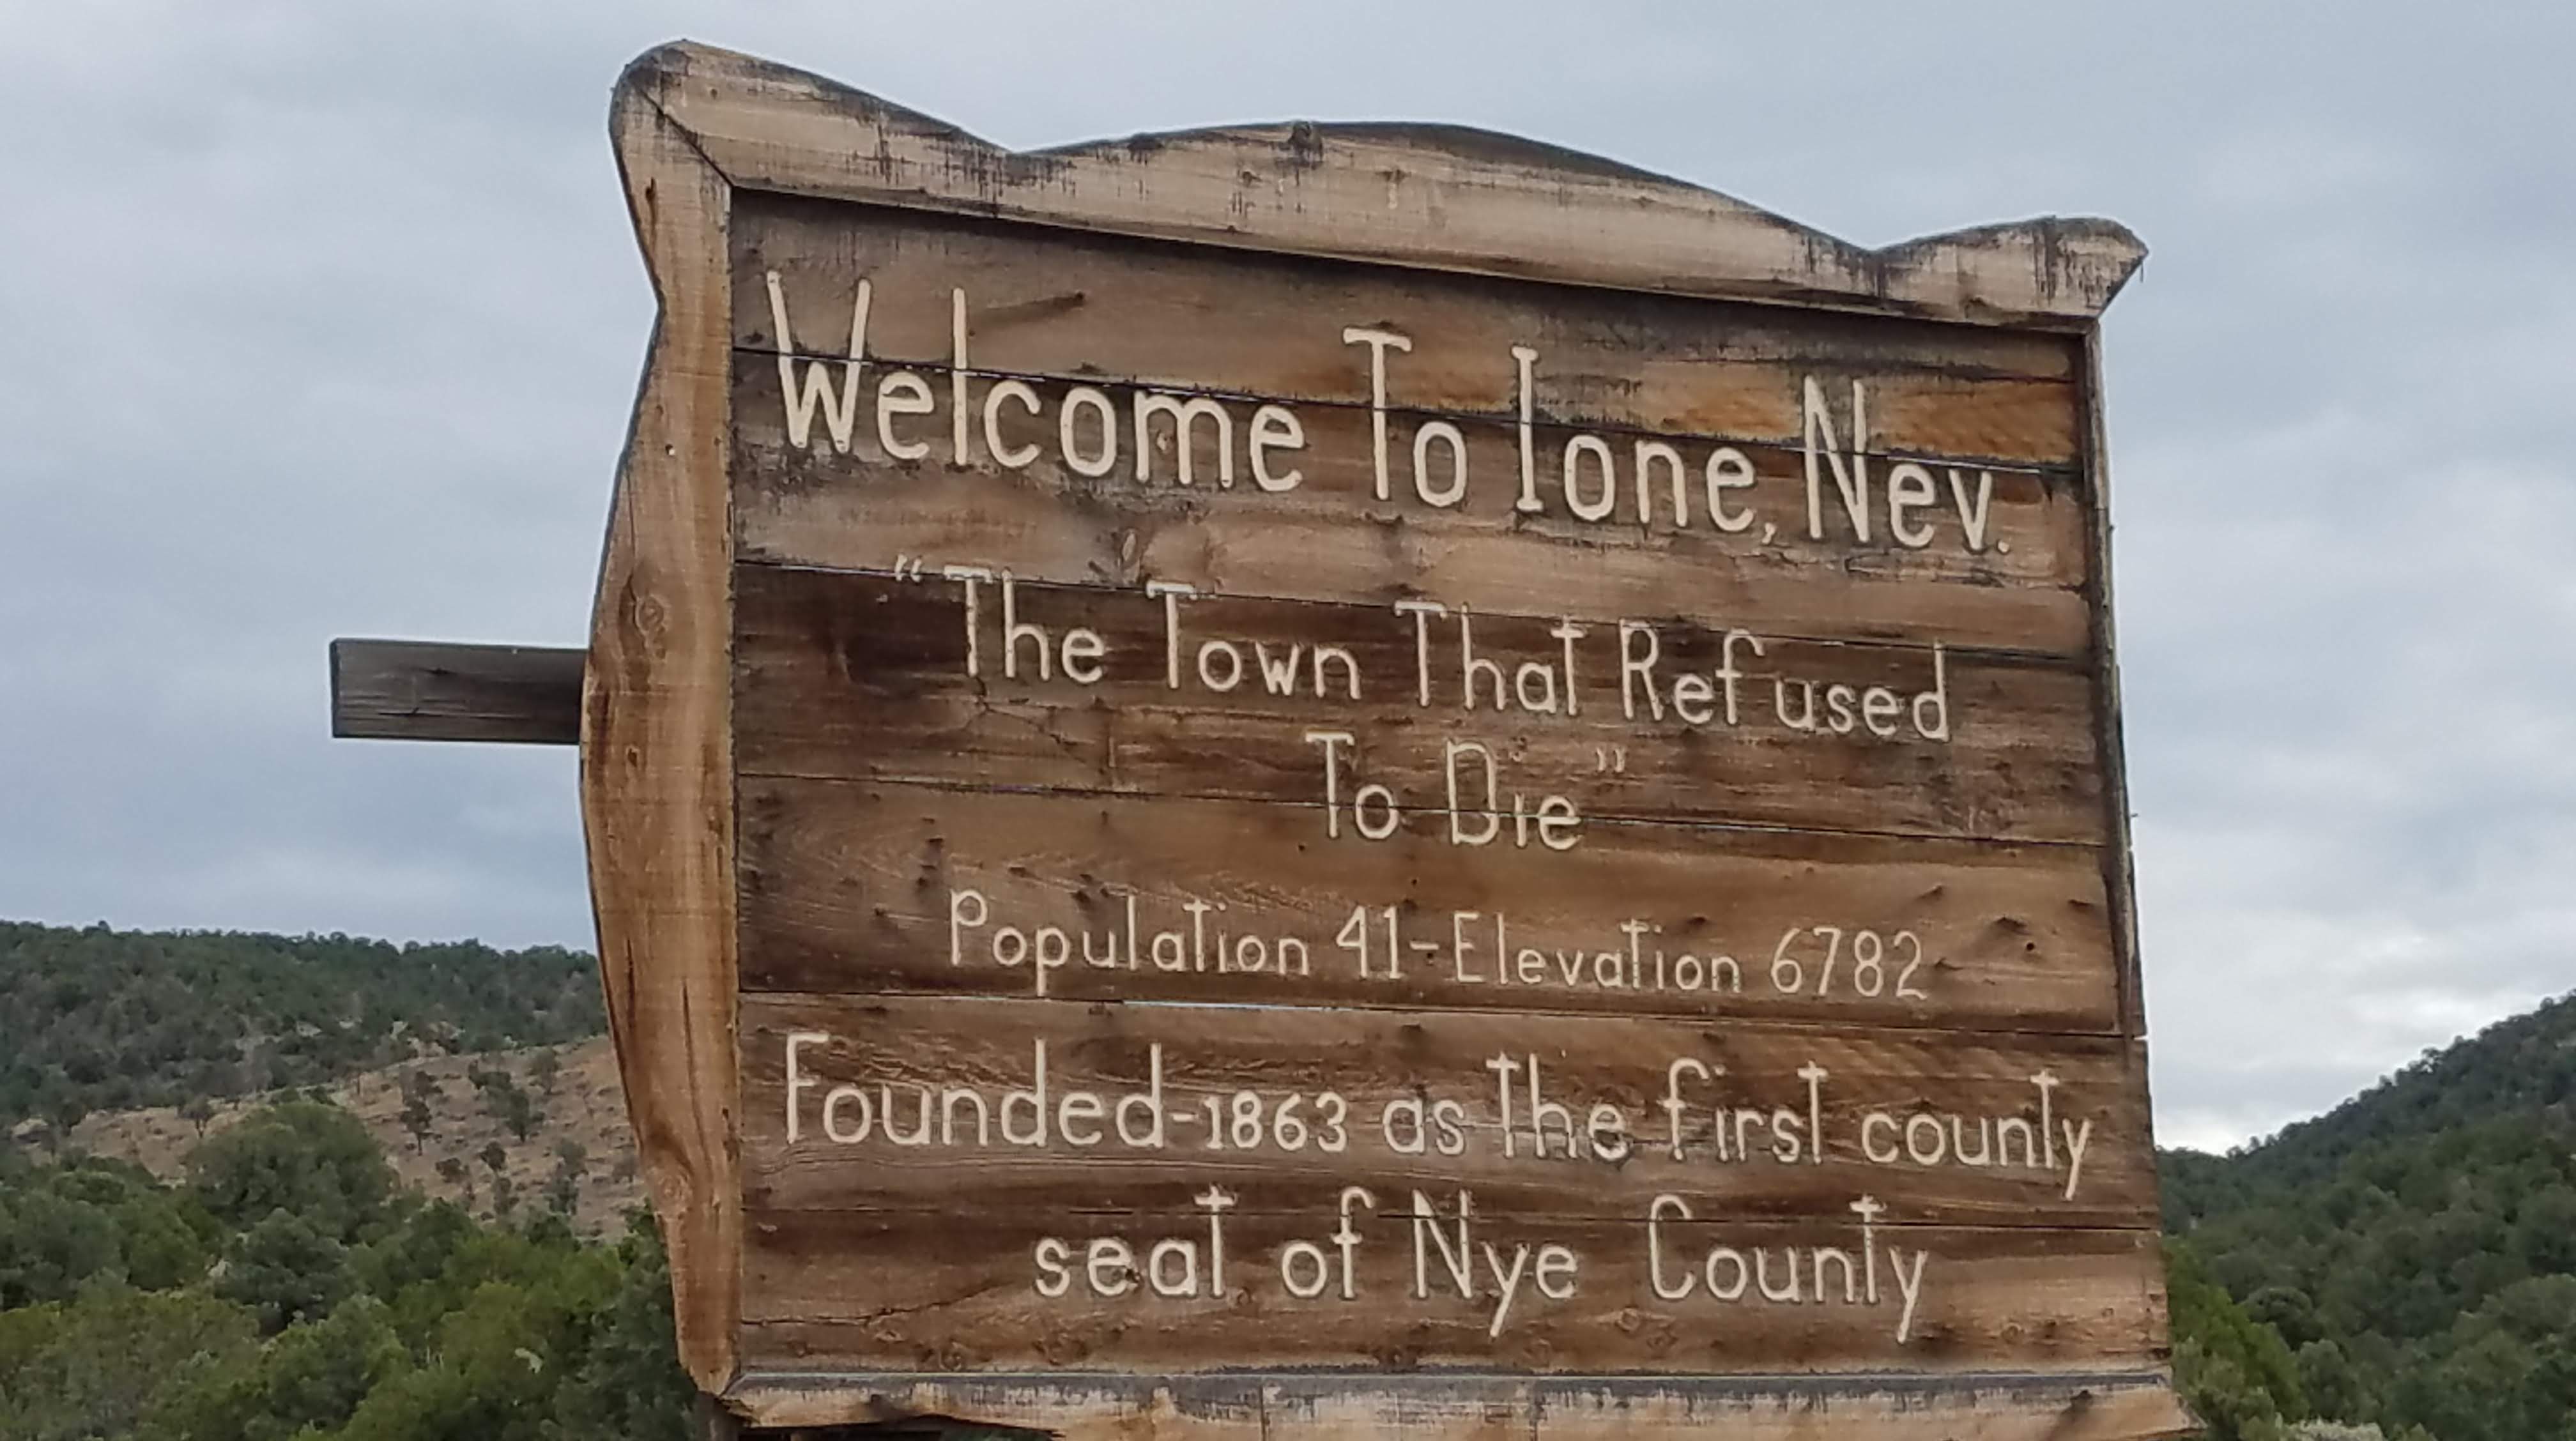 Welcome To Ione, Nev.
"The Town That Refused
To Die"
Population 41-Elevation 6782
Founded-1863 as the first county
seat of Nye County